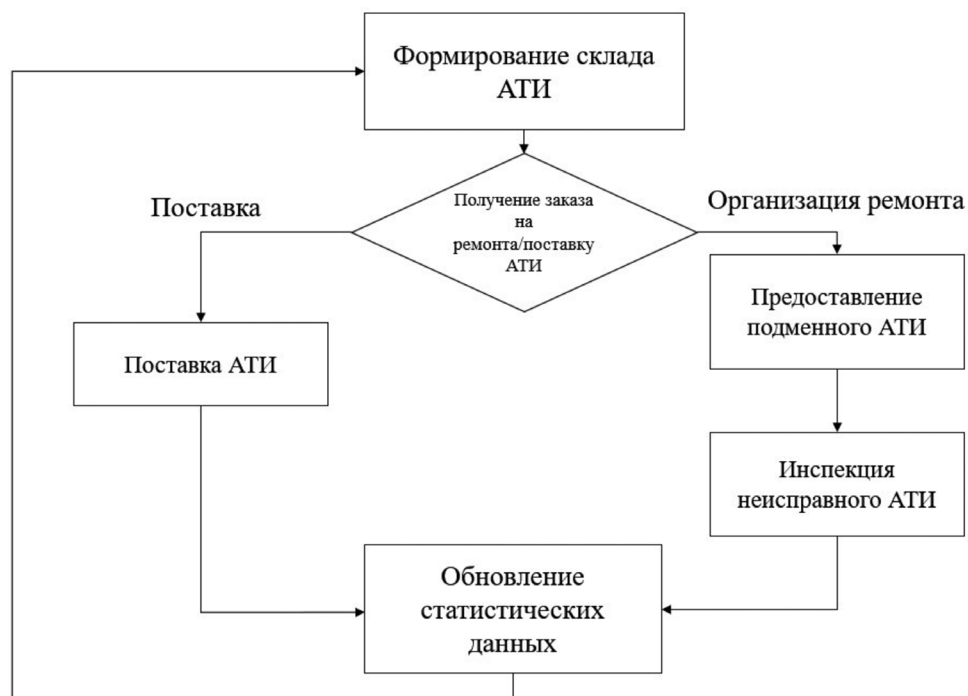 Формирование склада
АТИ
Получение заказа
на
ремонта/поставку
АТИ
Поставка
Организация ремонта
Предоставление
подменного АТИ
Поставка АТИ
Инспекция
неисправного АТИ
Обновление
статистических
данных